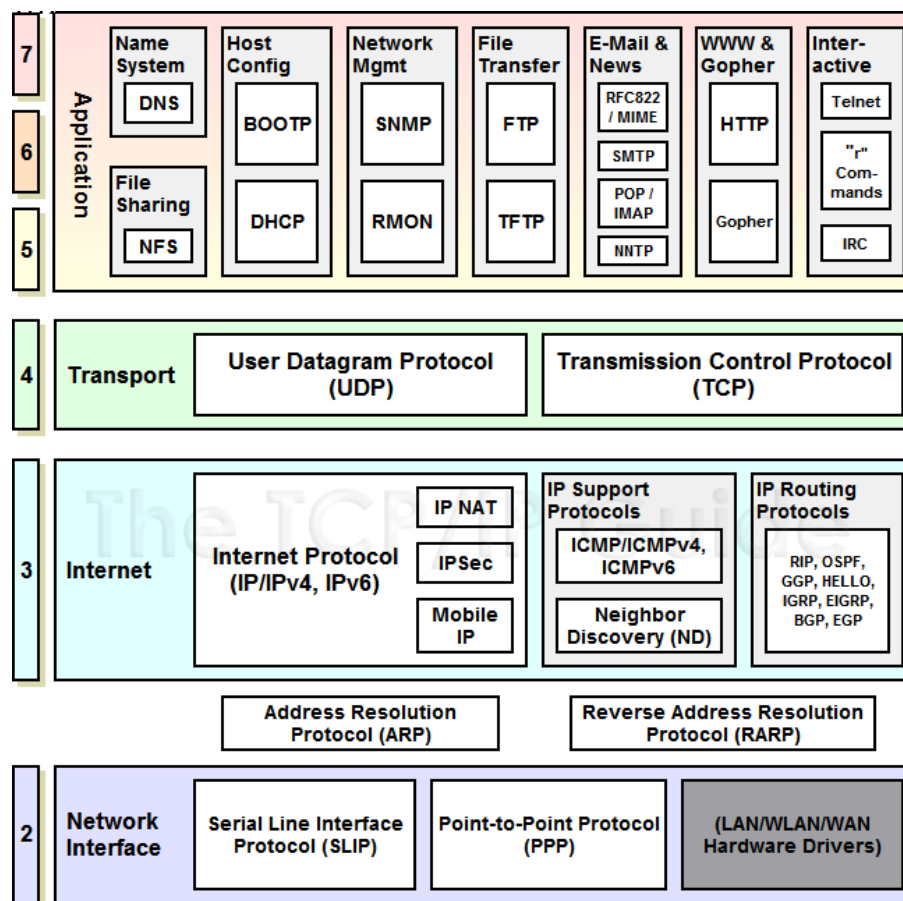 7
6
5
Application
Name
System
DNS
File
Sharing
NFS
Host
Config
BOOTP
DHCP
Network
Mgmt
SNMP
RMON
File
Transfer
FTP
TFTP
E-Mail &
News
RFC822
/ MIME
SMTP
POP /
IMAP
NNTP
WWW &
Gopher
HTTP
Gopher
Inter-
active
Telnet
"r"
Com-
mands
IRC
4
Transport
User Datagram Protocol
(UDP)
Transmission Control Protocol
(TCP)
The TCP/IP Guide
3
Internet
Internet Protocol
(IP/IPv4, IPv6)
IP NAT
IPSec
Mobile
IP
IP Support
Protocols
ICMP/ICMPv4,
ICMPv6
Neighbor
Discovery (ND)
IP Routing
Protocols
RIP, OSPF,
GGP, HELLO,
IGRP, EIGRP,
BGP, EGP
Address Resolution
Protocol (ARP)
Reverse Address Resolution
Protocol (RARP)
2
Network
Interface
Serial Line Interface
Protocol (SLIP)
Point-to-Point Protocol
(PPP)
(LAN/WLAN/WAN
Hardware Drivers)